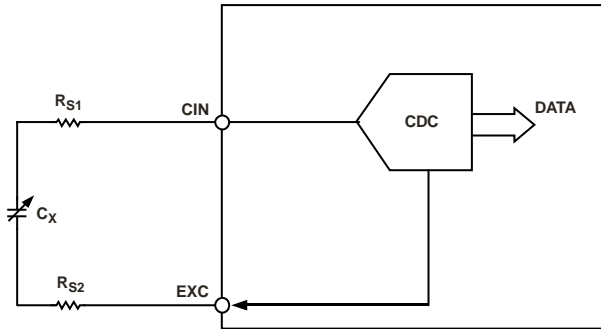 RS1
CIN
CDC
DATA
CX
RS2
EXC